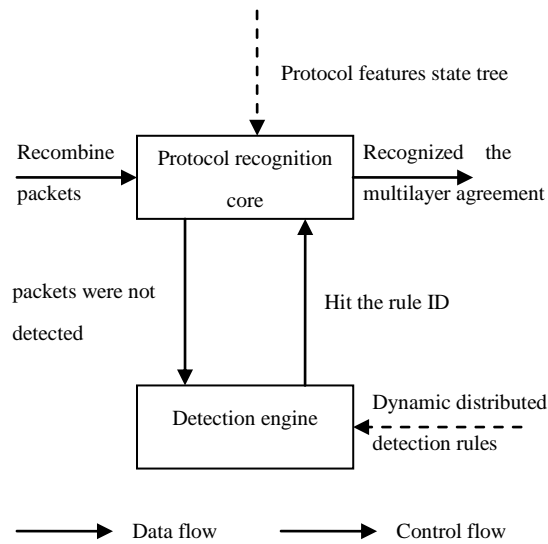 Protocol features state tree
Recombine
packets
Protocol recognition
core
Recognized the
multilayer agreement
packets were not
detected
Hit the rule ID
Detection engine
Dynamic distributed
detection rules
Data flow
Control flow